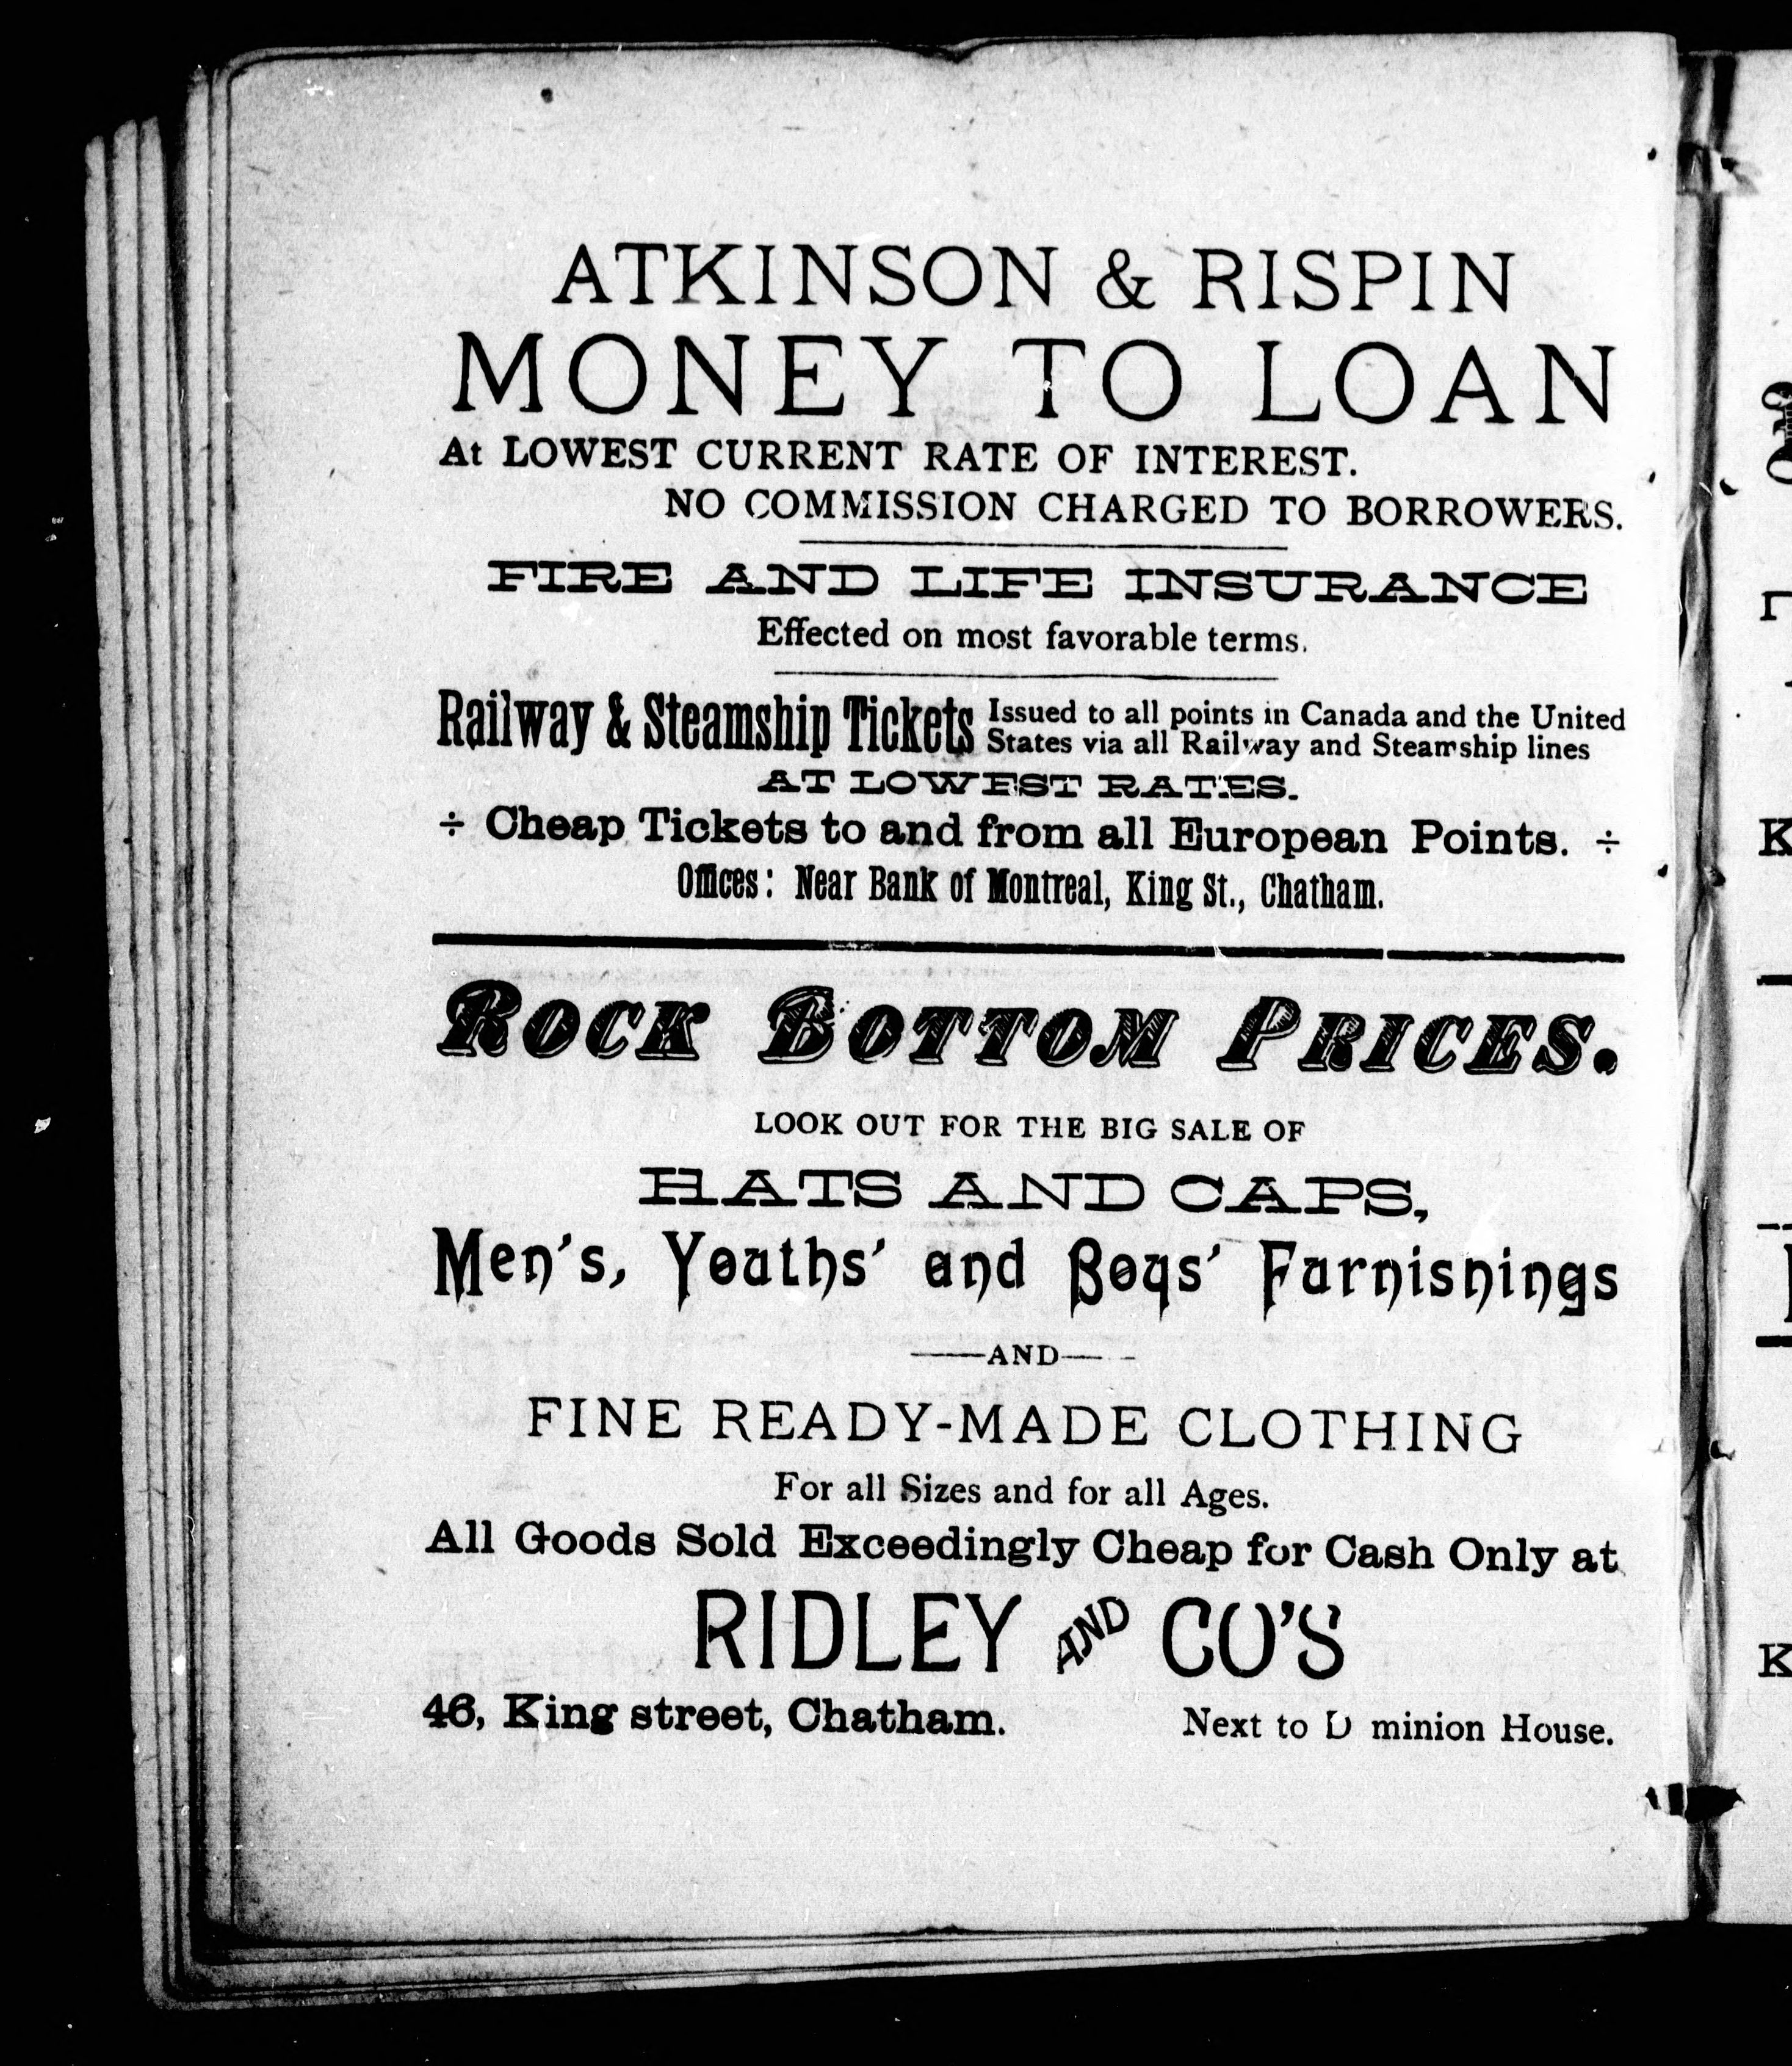 ATKINSON & RISPIN
MONEY TO LOAN
At LOWEST CURRENT RATE OF INTEREST.
NO COMMISSION CHARGED TO BORROWERS.
FIRE AND LIFE INSURANCE
Effected on most favorable terms.
Railway & Steamship Tickets Issued to all points in Canada and the United
States via all Railway and Steamship lines
AT LOWEST RATES.
÷ Cheap Tickets to and from all European Points. ÷
Offices: Near Bank of Montreal, King St., Chatham.
ROCK BOTTOM PRICES.
LOOK OUT FOR THE BIG SALE OF
HATS AND CAPS,
Men's, Youths' and Boys' Furnishings
——AND——
FINE READY-MADE CLOTHING
For all Sizes and for all Ages.
All Goods Sold Exceedingly Cheap for Cash Only at
RIDLEY AND CO'S
46, King street, Chatham. Next to D minion House.